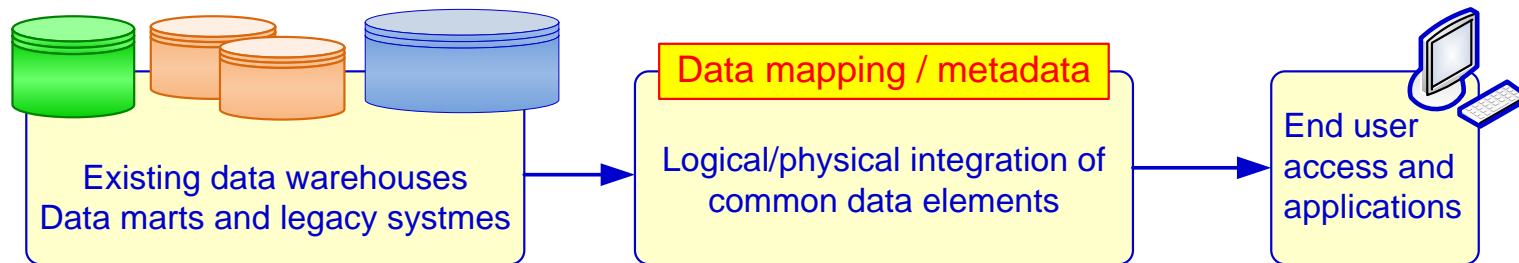 Existing data warehouses
Data marts and legacy systmes
Data mapping / metadata
Logical/physical integration of
common data elements
End user
access and
applications